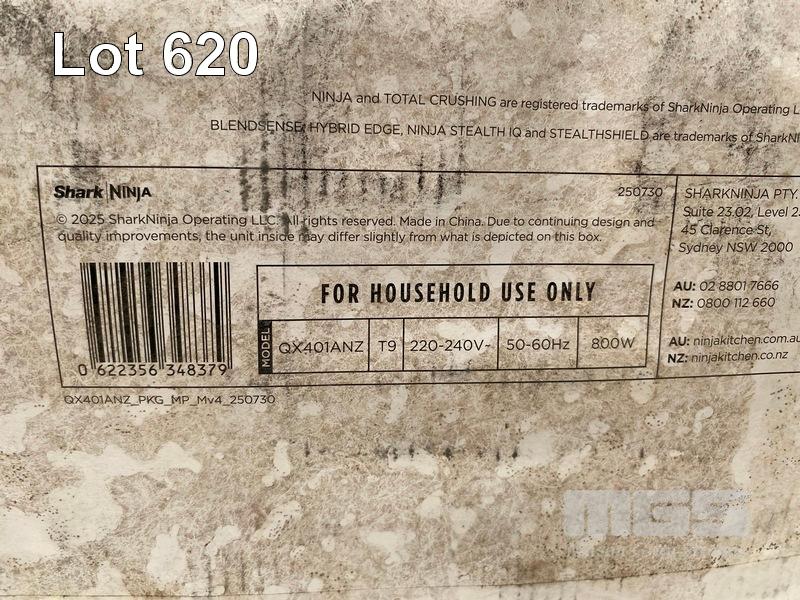 Lot 620
NINJA and TOTAL CRUSHING are registered trademarks of SharkNinja Operating
BLENDSENSE, HYBRID EDGE, NINJA STEALTH IQ and STEALTHSHIELD are trademarks of
Shark NINJA
250730
© 2025 SharkNinja Operating LLC. All rights reserved. Made in China. Due to continuing design and
quality improvements, the unit inside may differ slightly from what is depicted on this box.
FOR HOUSEHOLD USE ONLY
MODEL QX401ANZ T9 220-240V~ 50-60Hz 800W
0 622356 348379
QX401ANZ_PKG_MP_Mv4_250730
SHARKNINJA PTY.
Suite 23.02, Level
45 Clarence St,
Sydney NSW 2000
AU: 02 8801 7666
NZ: 0800 112 660
AU: ninjakitchen.com.au
NZ: ninjakitchen.co.nz
MGS